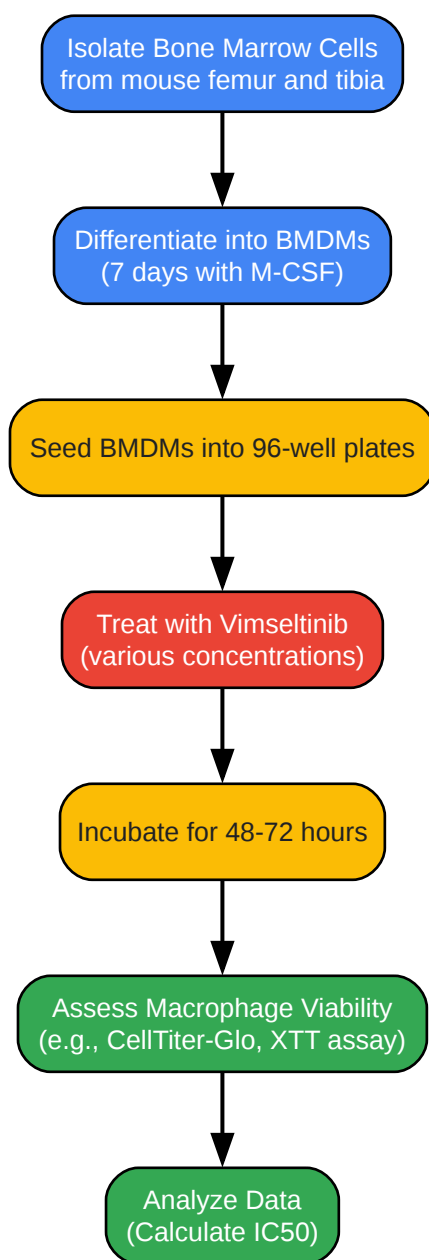 Isolate Bone Marrow Cells
from mouse femur and tibia
Differentiate into BMDMs
(7 days with M-CSF)
Seed BMDMs into 96-well plates
Treat with Vimseltinib
(various concentrations)
Incubate for 48-72 hours
Assess Macrophage Viability
(e.g., CellTiter-Glo, XTT assay)
Analyze Data
(Calculate IC50)